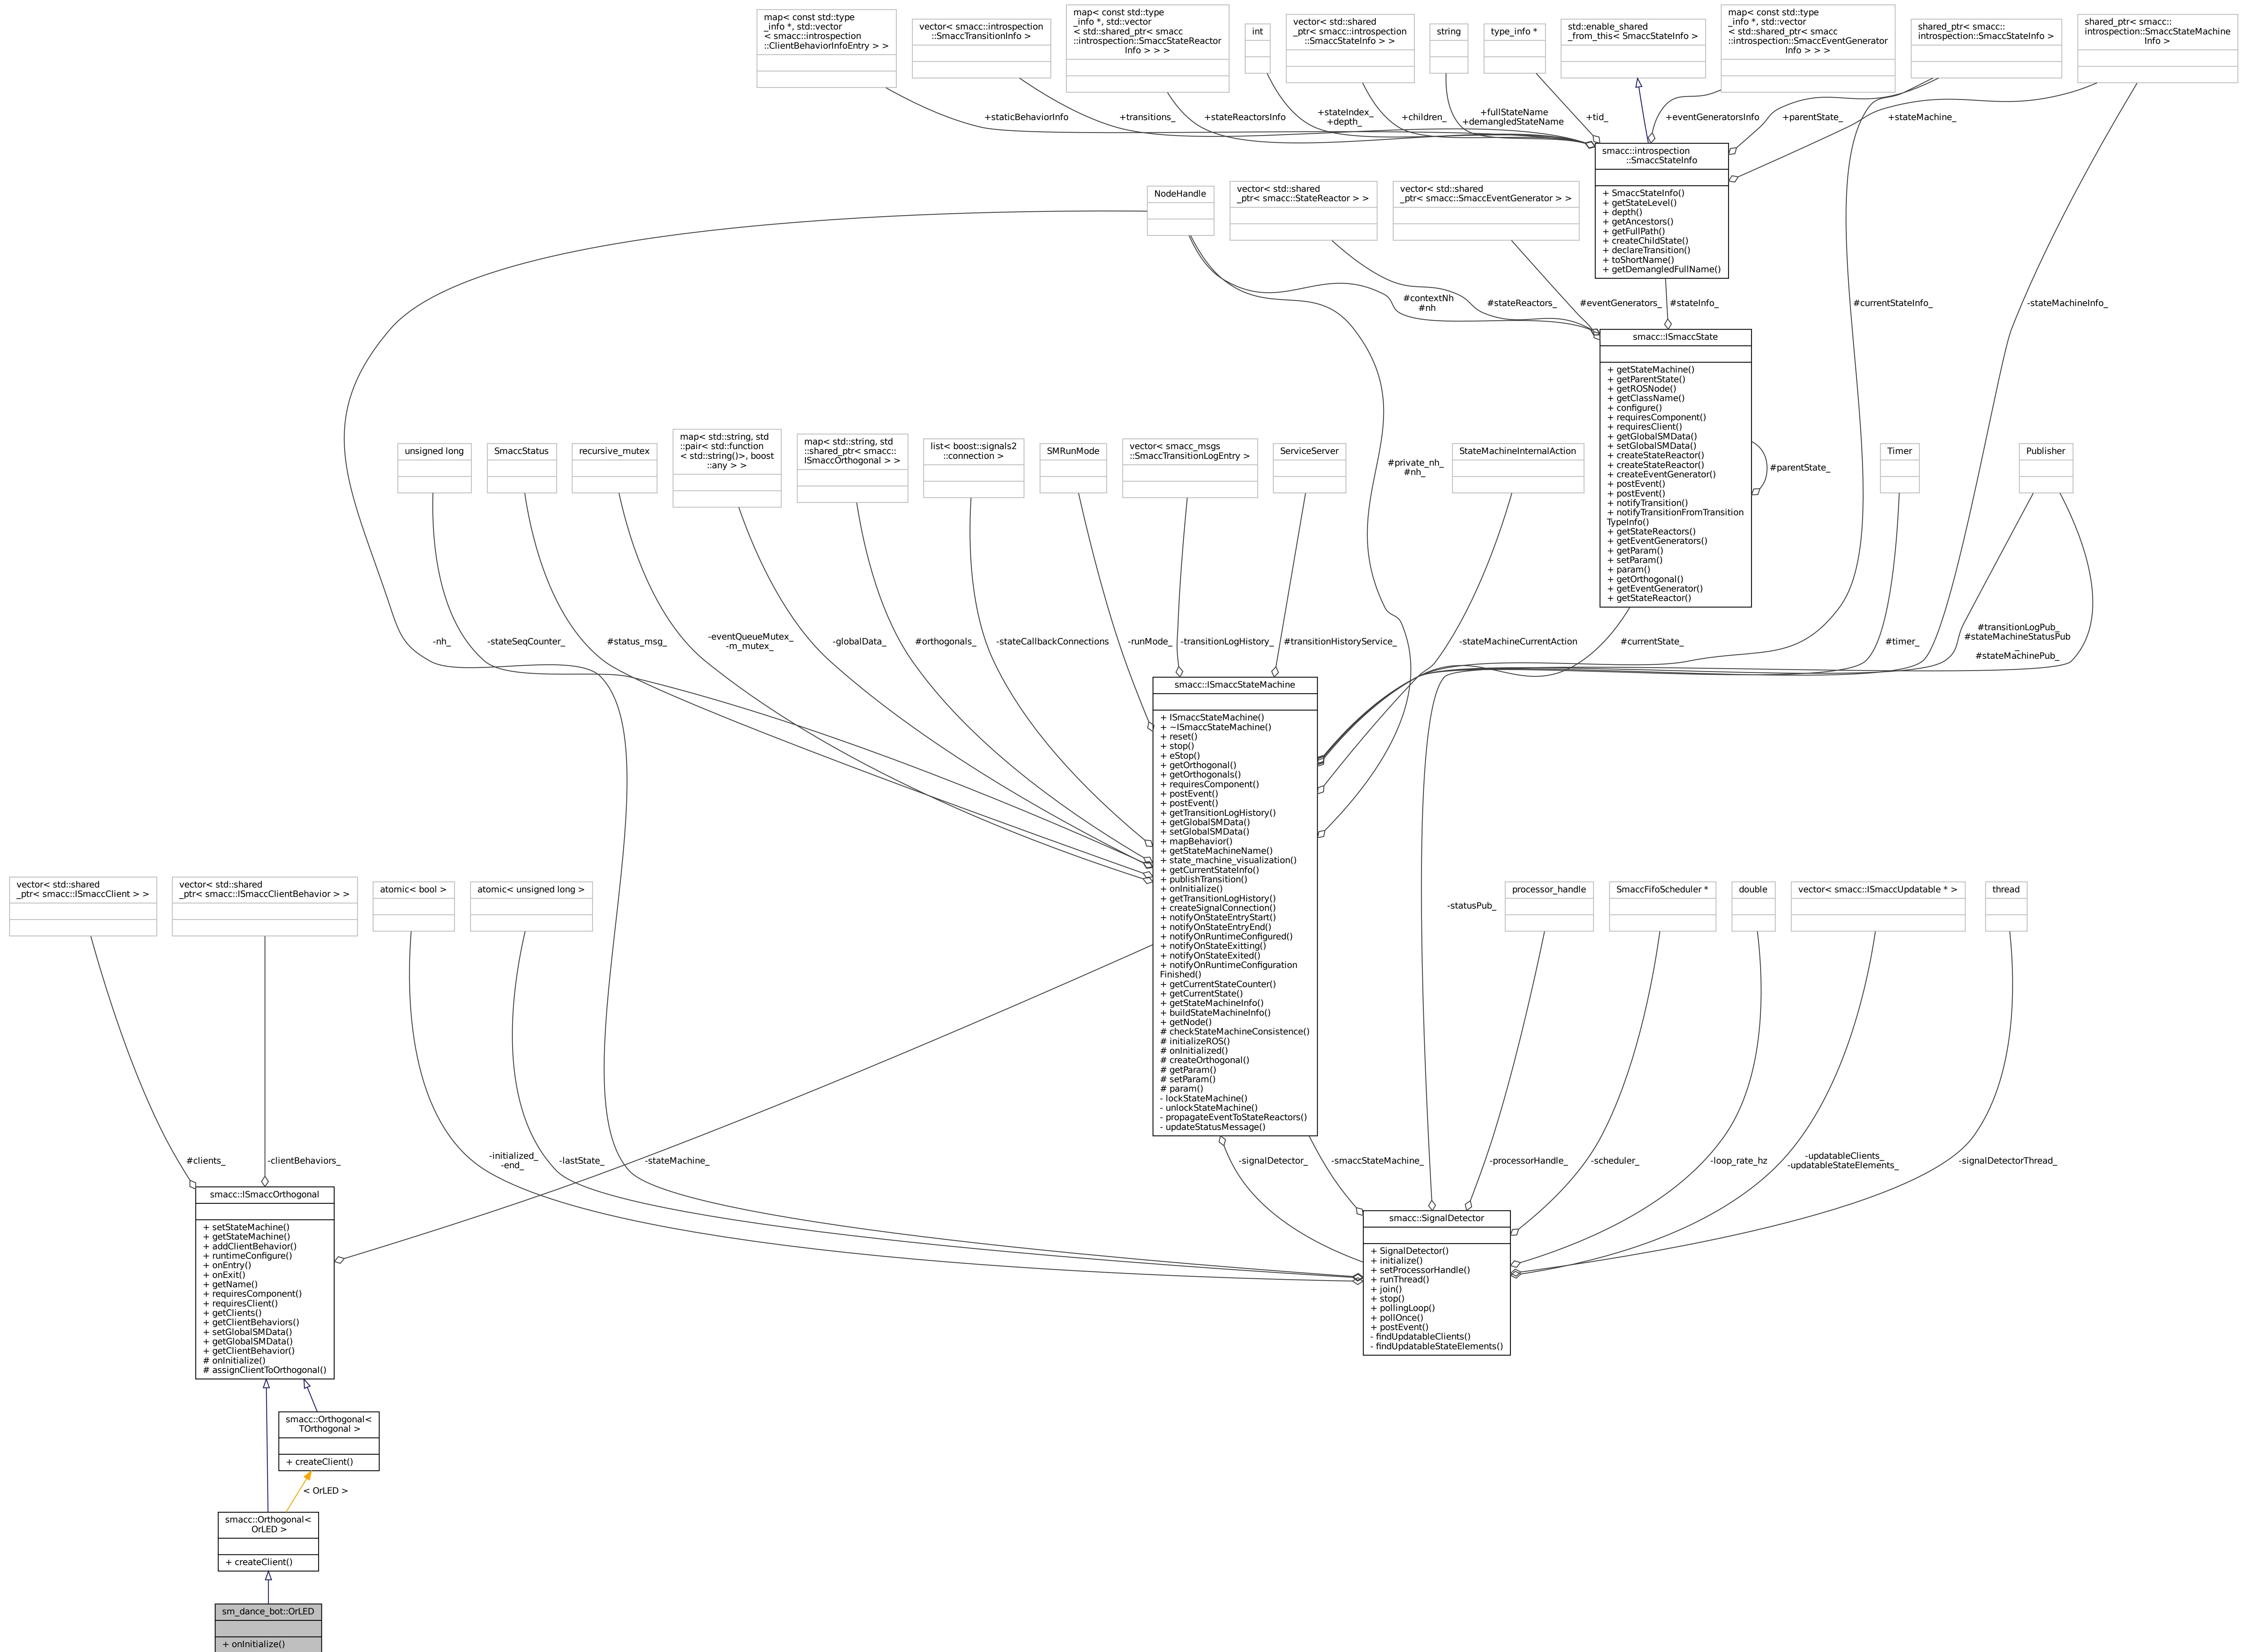 map< const std::type
_info *, std::vector
< smacc::introspection
::ClientBehaviorInfoEntry > >
vector< smacc::introspection
::SmaccTransitionInfo >
map< const std::type
_info *, std::vector
< std::shared_ptr< smacc
::introspection::SmaccStateReactor
Info > > >
int
vector< std::shared
_ptr< smacc::introspection
::SmaccStateInfo > >
string
type_info *
std::enable_shared
_from_this< SmaccStateInfo >
map< const std::type
_info *, std::vector
< std::shared_ptr< smacc
::introspection::SmaccEventGenerator
Info > > >
shared_ptr< smacc::
introspection::SmaccStateInfo >
shared_ptr< smacc::
introspection::SmaccStateMachine
Info >
+staticBehaviorInfo
+transitions_
+stateReactorsInfo
+stateIndex_
+depth_
+children_
+fullStateName
+demangledStateName
+tid_
+eventGeneratorsInfo
+parentState_
+stateMachine_
smacc::introspection
::SmaccStateInfo
+ SmaccStateInfo()
+ getStateLevel()
+ depth()
+ getAncestors()
+ getFullPath()
+ createChildState()
+ declareTransition()
+ toShortName()
+ getDemangledFullName()
NodeHandle
vector< std::shared
_ptr< smacc::StateReactor > >
vector< std::shared
_ptr< smacc::SmaccEventGenerator > >
#contextNh
#nh
#stateReactors_
#eventGenerators_
#stateInfo_
#currentStateInfo_
-stateMachineInfo_
smacc::ISmaccState
+ getStateMachine()
+ getParentState()
+ getROSNode()
+ getClassName()
+ configure()
+ requiresComponent()
+ requiresClient()
+ getGlobalSMData()
+ setGlobalSMData()
+ createStateReactor()
+ createStateReactor()
+ createEventGenerator()
+ postEvent()
+ postEvent()
+ notifyTransition()
+ notifyTransitionFromTransition
TypeInfo()
+ getStateReactors()
+ getEventGenerators()
+ getParam()
+ setParam()
+ param()
+ getOrthogonal()
+ getEventGenerator()
+ getStateReactor()
#parentState_
unsigned long
SmaccStatus
recursive_mutex
map< std::string, std
::pair< std::function
< std::string()>, boost
::any > >
map< std::string, std
::shared_ptr< smacc::
ISmaccOrthogonal > >
list< boost::signals2
::connection >
SMRunMode
vector< smacc_msgs
::SmaccTransitionLogEntry >
ServiceServer
#private_nh_
#nh_
StateMachineInternalAction
Timer
Publisher
-nh_
-stateSeqCounter_
#status_msg_
-eventQueueMutex_
-m_mutex_
-globalData_
#orthogonals_
-stateCallbackConnections
-runMode_
-transitionLogHistory_
#transitionHistoryService_
-stateMachineCurrentAction
#currentState_
#timer_
#transitionLogPub_
#stateMachineStatusPub
_
#stateMachinePub_
smacc::ISmaccStateMachine
+ ISmaccStateMachine()
+ ~ISmaccStateMachine()
+ reset()
+ stop()
+ eStop()
+ getOrthogonal()
+ getOrthogonals()
+ requiresComponent()
+ postEvent()
+ postEvent()
+ getTransitionLogHistory()
+ getGlobalSMData()
+ setGlobalSMData()
+ mapBehavior()
+ getStateMachineName()
+ state_machine_visualization()
+ getCurrentStateInfo()
+ publishTransition()
+ onInitialize()
+ getTransitionLogHistory()
+ createSignalConnection()
+ notifyOnStateEntryStart()
+ notifyOnStateEntryEnd()
+ notifyOnRuntimeConfigured()
+ notifyOnStateExitting()
+ notifyOnStateExited()
+ notifyOnRuntimeConfiguration
Finished()
+ getCurrentStateCounter()
+ getCurrentState()
+ getStateMachineInfo()
+ buildStateMachineInfo()
+ getNode()
# checkStateMachineConsistence()
# initializeROS()
# onInitialized()
# createOrthogonal()
# getParam()
# setParam()
# param()
- lockStateMachine()
- unlockStateMachine()
- propagateEventToStateReactors()
- updateStatusMessage()
vector< std::shared
_ptr< smacc::ISmaccClient > >
vector< std::shared
_ptr< smacc::ISmaccClientBehavior > >
atomic< bool >
atomic< unsigned long >
-statusPub_
processor_handle
SmaccFifoScheduler *
double
vector< smacc::ISmaccUpdatable * >
thread
#clients_
-clientBehaviors_
-initialized_
-end_
-lastState_
-stateMachine_
-signalDetector_
-smaccStateMachine_
-processorHandle_
-scheduler_
-loop_rate_hz
-updatableClients_
-updatableStateElements_
-signalDetectorThread_
smacc::ISmaccOrthogonal
+ setStateMachine()
+ getStateMachine()
+ addClientBehavior()
+ runtimeConfigure()
+ onEntry()
+ onExit()
+ getName()
+ requiresComponent()
+ requiresClient()
+ getClients()
+ getClientBehaviors()
+ setGlobalSMData()
+ getGlobalSMData()
+ getClientBehavior()
# onInitialize()
# assignClientToOrthogonal()
smacc::SignalDetector
+ SignalDetector()
+ initialize()
+ setProcessorHandle()
+ runThread()
+ join()
+ stop()
+ pollingLoop()
+ pollOnce()
+ postEvent()
- findUpdatableClients()
- findUpdatableStateElements()
smacc::Orthogonal<
TOrthogonal >
+ createClient()
< OrLED >
smacc::Orthogonal<
OrLED >
+ createClient()
sm_dance_bot::OrLED
+ onInitialize()